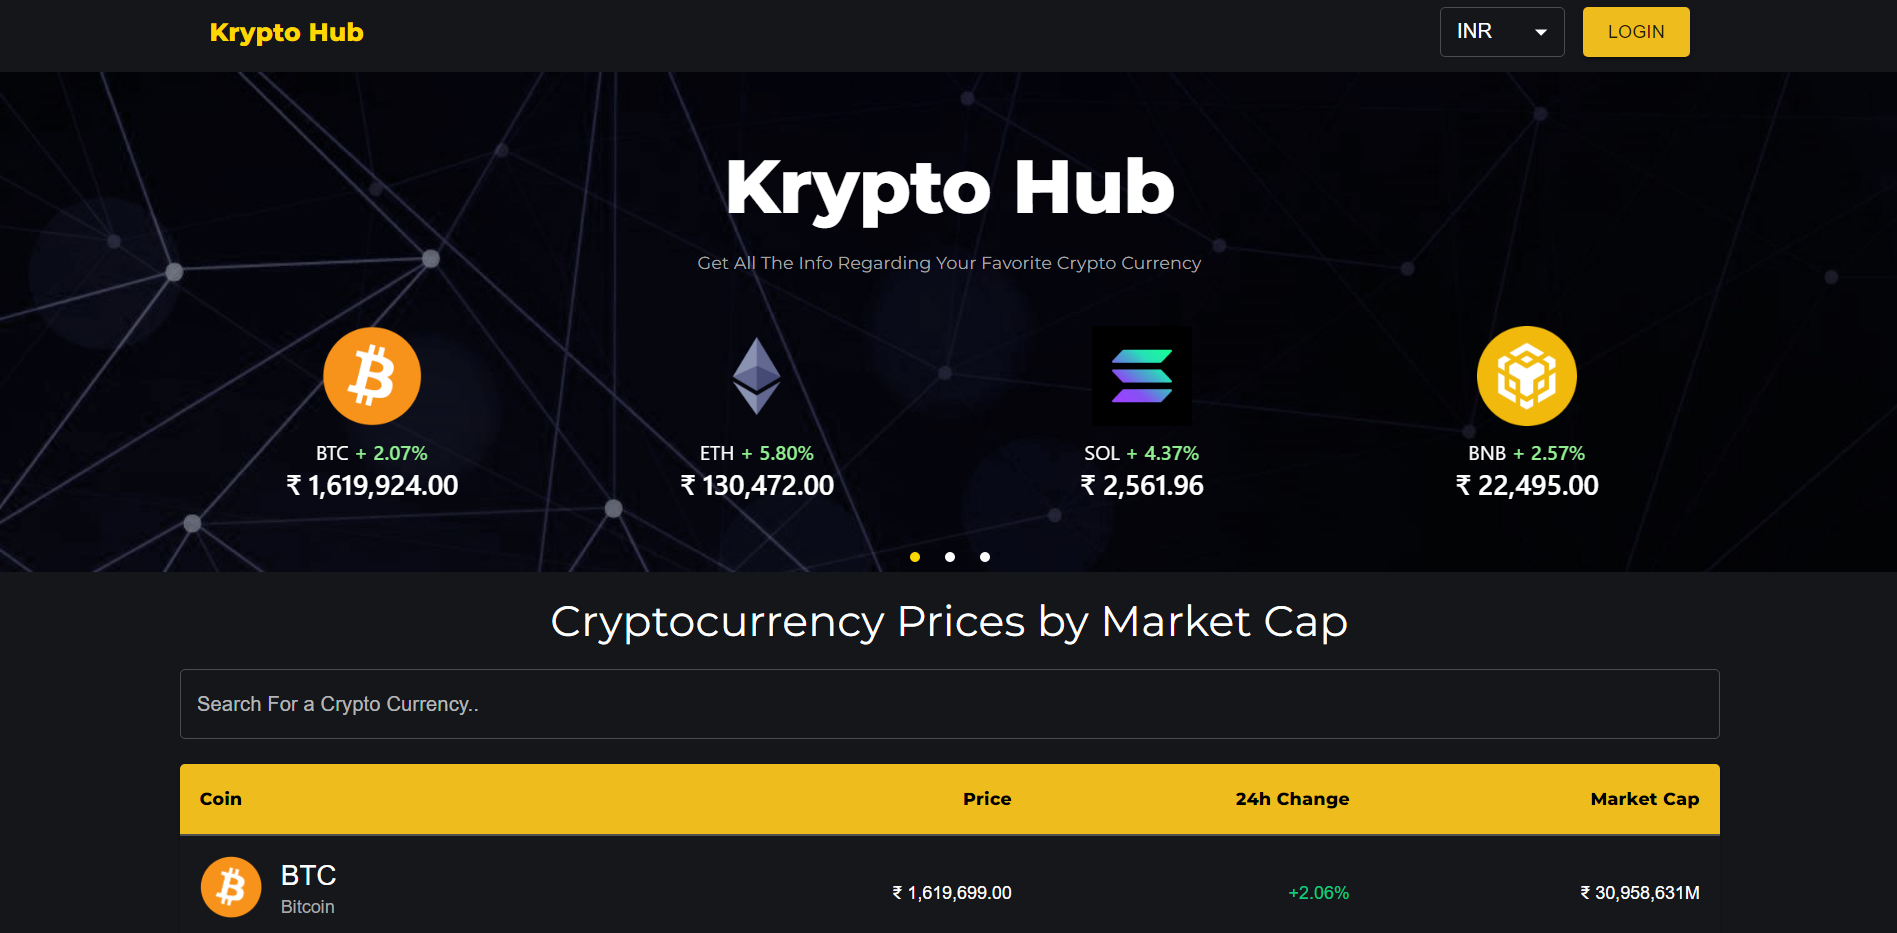 Krypto Hub
INR
LOGIN
Krypto Hub
Get All The Info Regarding Your Favorite Crypto Currency
BTC + 2.07%
₹ 1,619,924.00
ETH + 5.80%
₹ 130,472.00
SOL + 4.37%
₹ 2,561.96
BNB + 2.57%
₹ 22,495.00
Cryptocurrency Prices by Market Cap
Search For a Crypto Currency..
Coin Price 24h Change Market Cap
BTC
Bitcoin
₹ 1,619,699.00 +2.06% ₹ 30,958,631M